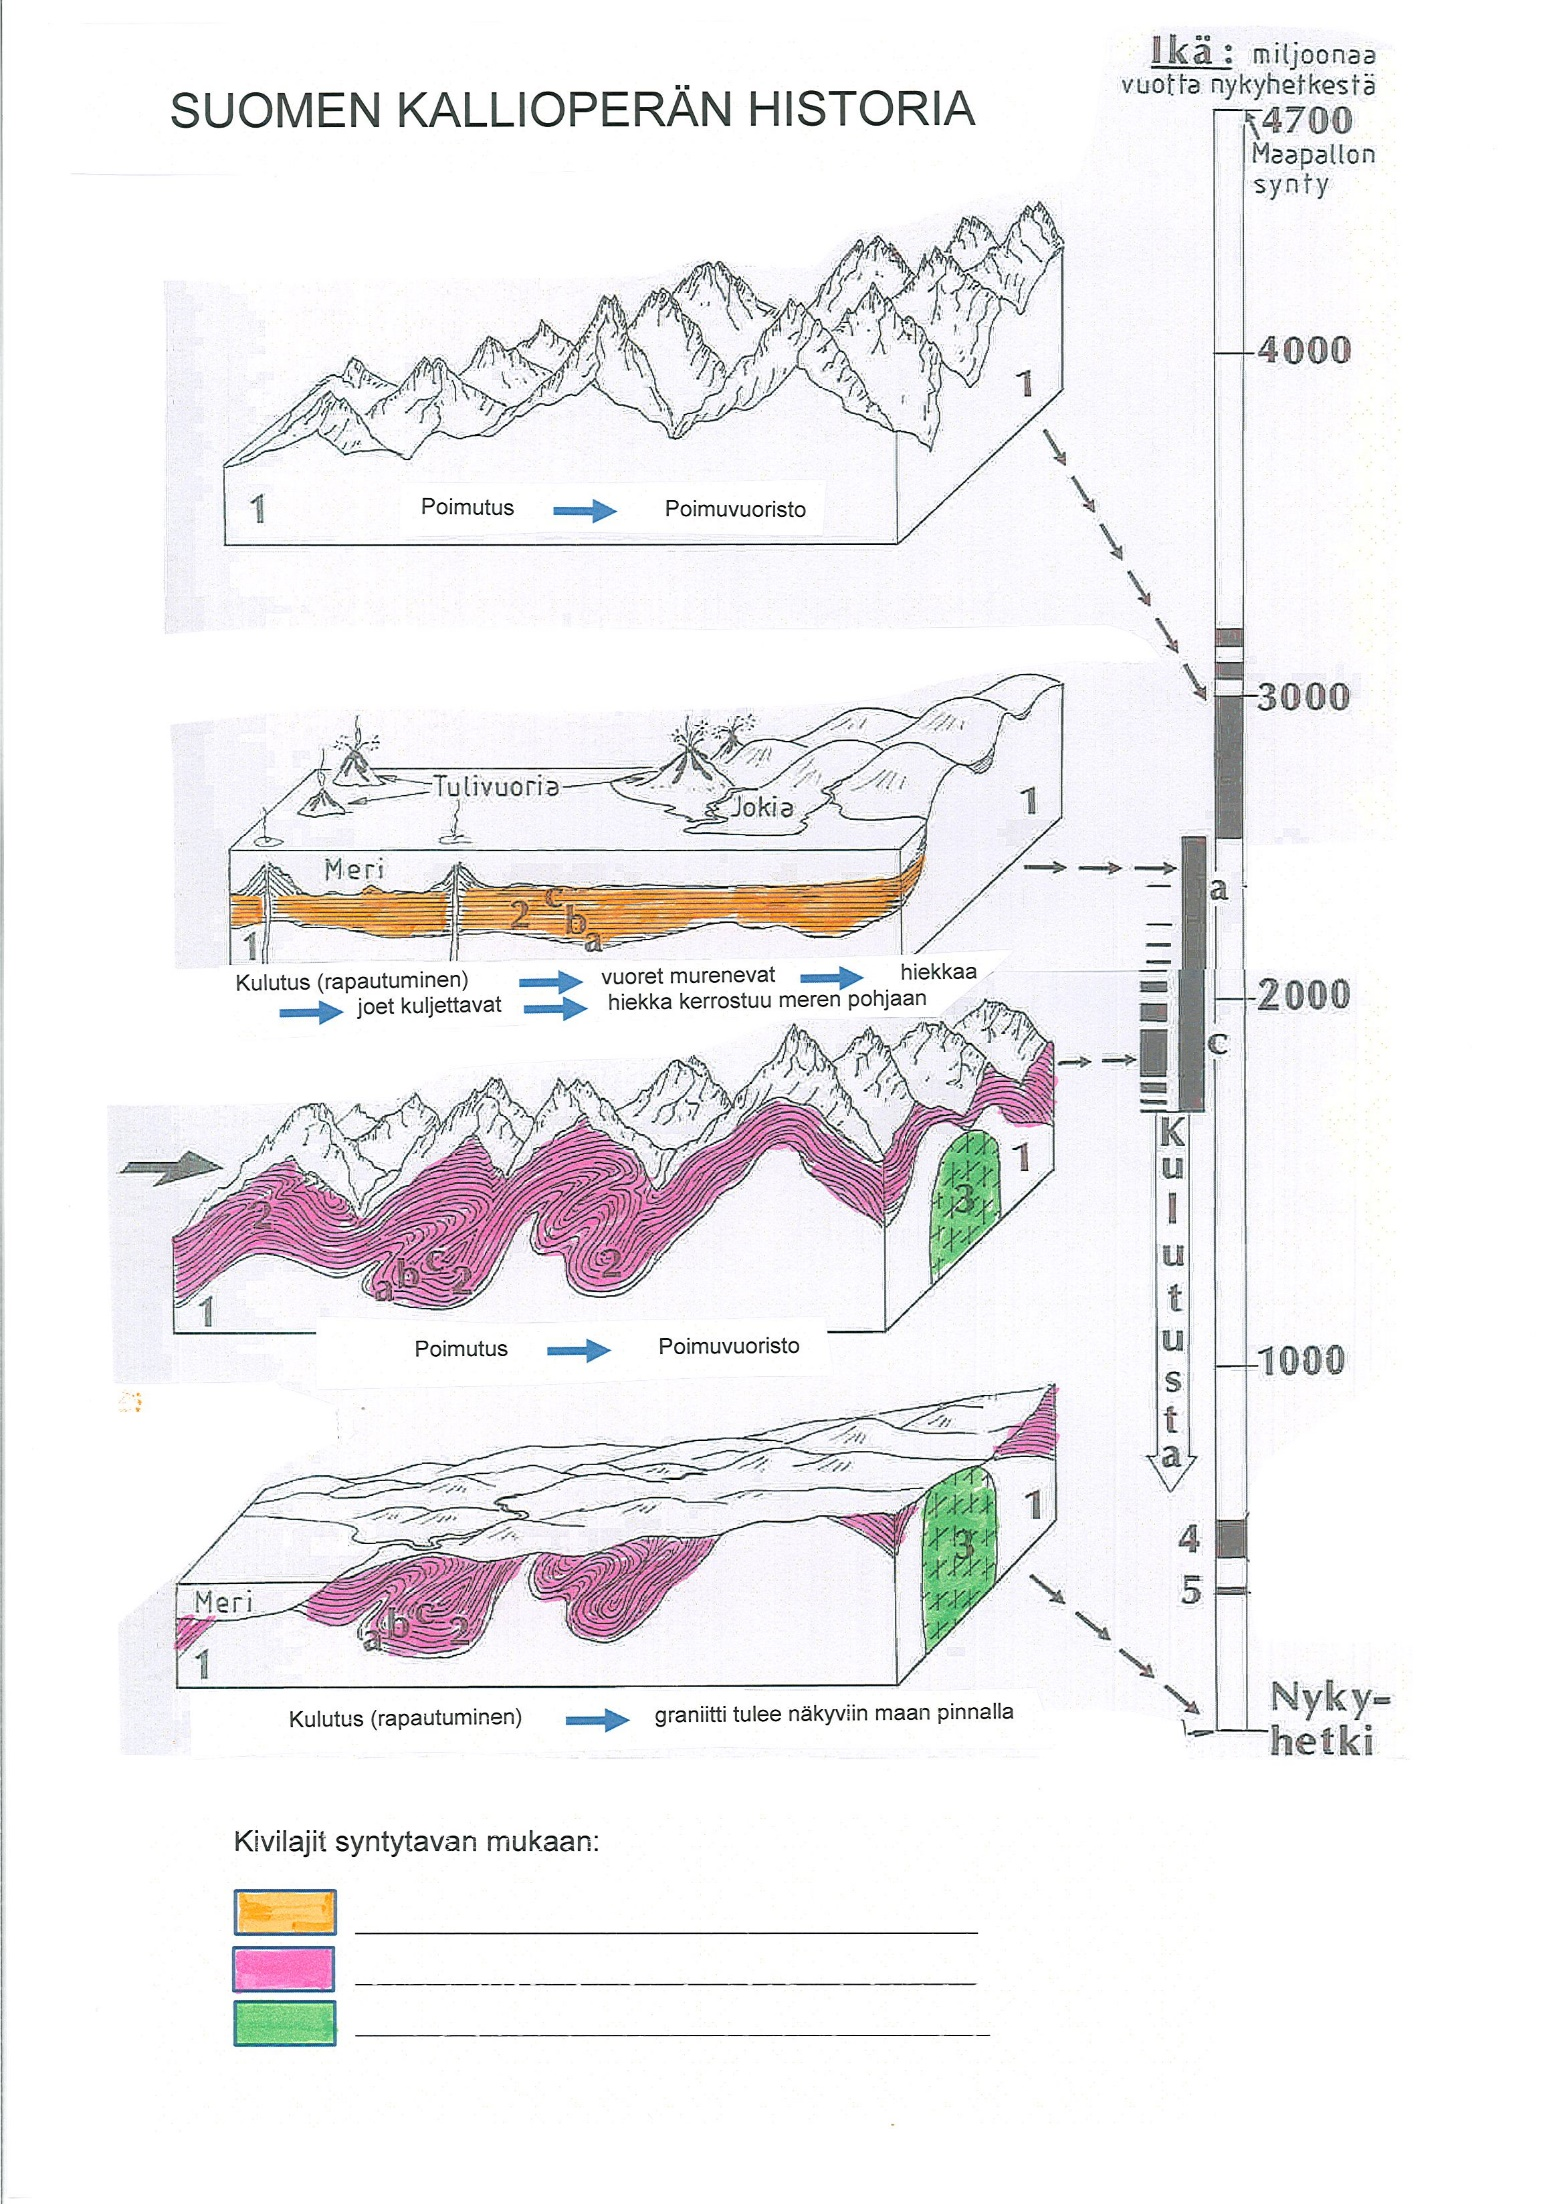 SUOMEN KALLIOPERÄN HISTORIA
Ikä: miljoonaa
vuotta nykyhetkestä
4700
Maapallon
synty
4000
1
1
Poimutus Poimuvuoristo
3000
Tulivuoria
Jokia
1
Meri
2 c b a
1
a
Kulutus (rapautuminen) vuoret murenevat hiekkaa
joet kuljettavat hiekka kerrostuu meren pohjaan
2000
c
2
a b c 2
2
3
1
1
Poimutus Poimuvuoristo
Kulutusta
1000
Meri
1
a b c 2
3
1
4
5
Kulutus (rapautuminen) graniitti tulee näkyviin maan pinnalla
Nyky-
hetki
Kivilajit syntytavan mukaan: